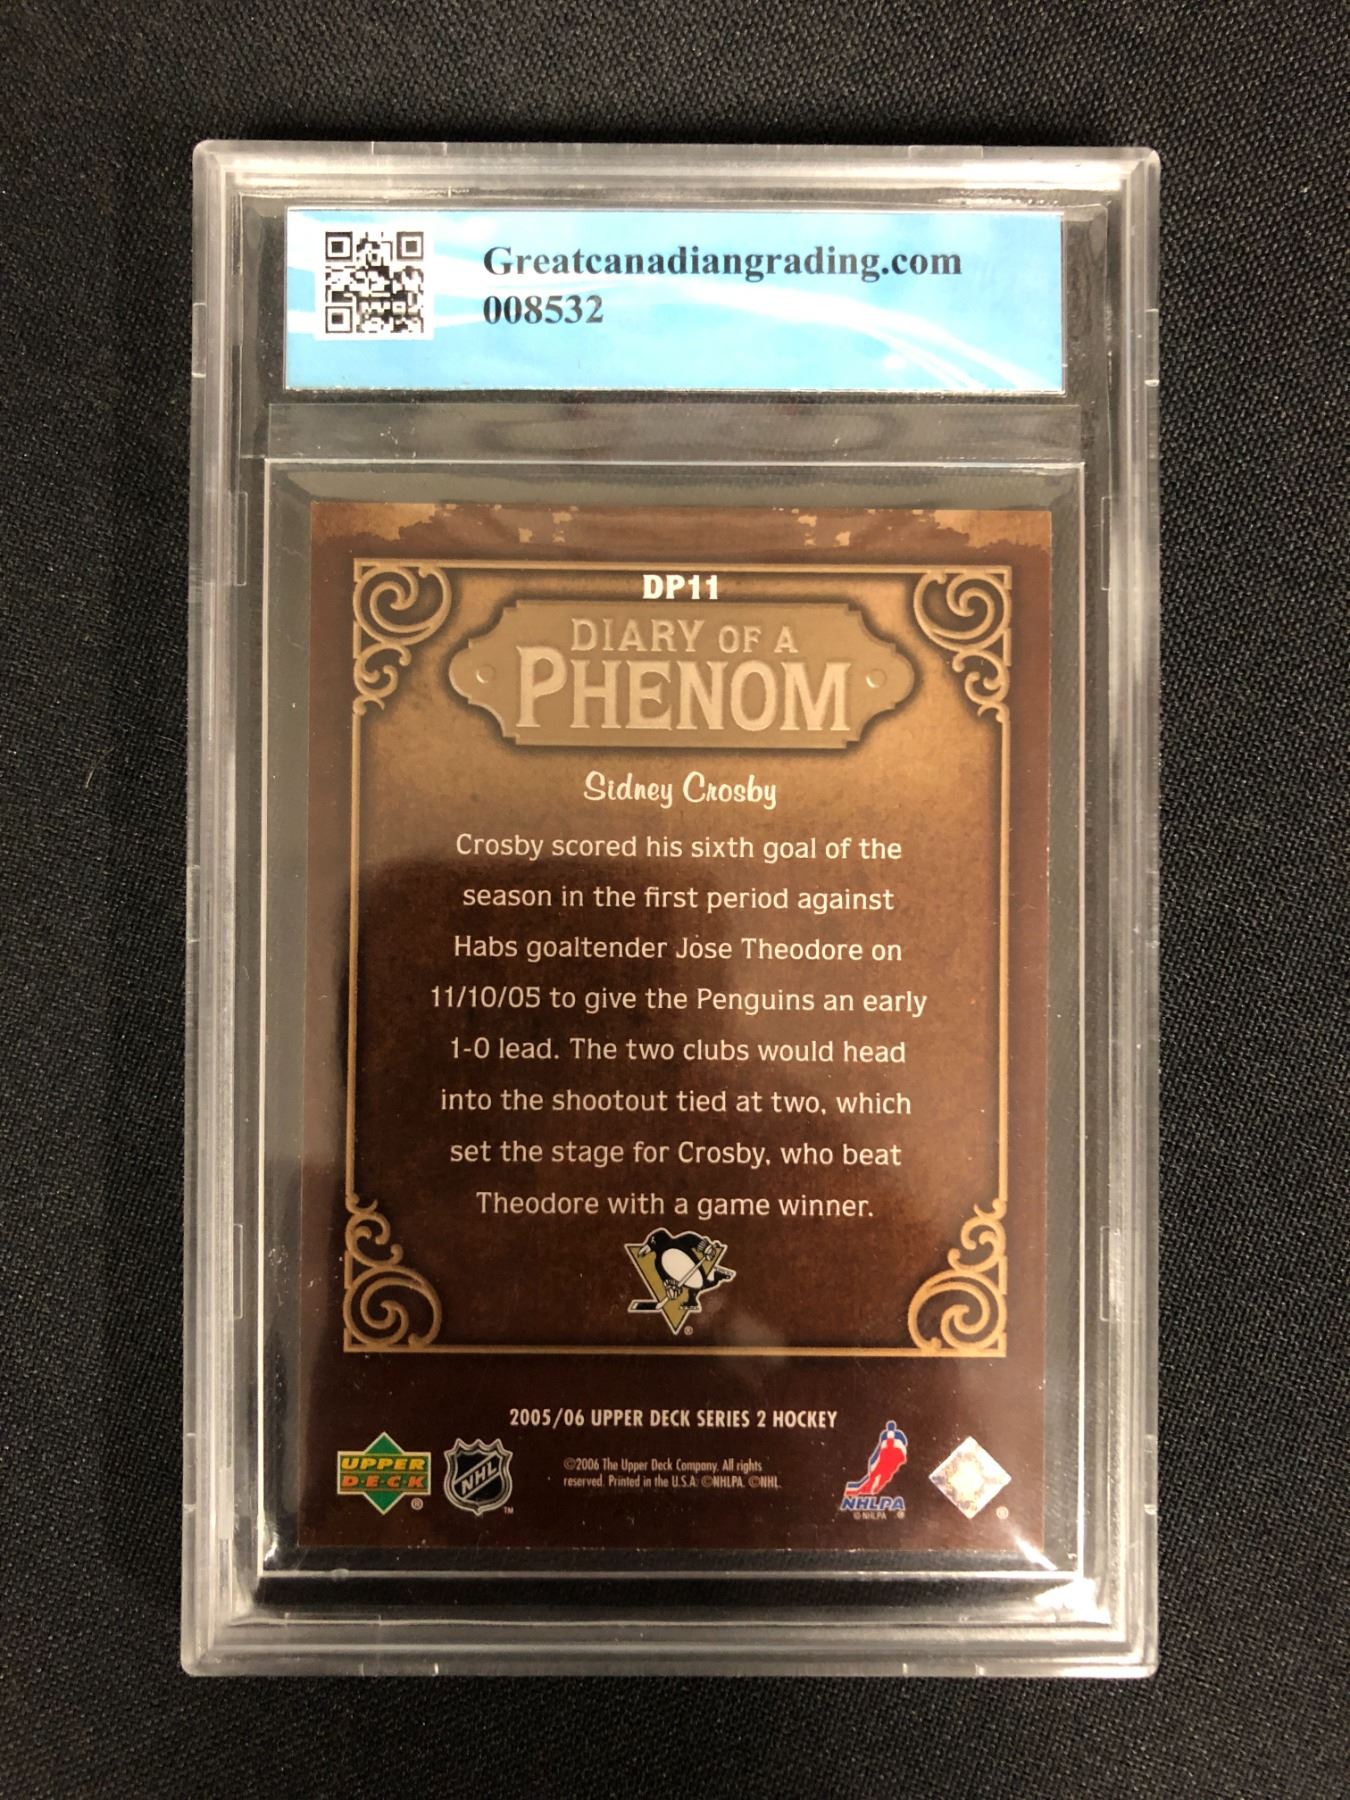 Greatcanadiangrading.com
008532
DP11
DIARY OF A
PHENOM
Sidney Crosby
Crosby scored his sixth goal of the
season in the first period against
Habs goaltender Jose Theodore on
11/10/05 to give the Penguins an early
1-0 lead. The two clubs would head
into the shootout tied at two, which
set the stage for Crosby, who beat
Theodore with a game winner.
®
2005/06 UPPER DECK SERIES 2 HOCKEY
UPPER
D·E·C·K
®
NHL
™
©2006 The Upper Deck Company. All rights
reserved. Printed in the U.S.A. ©NHLPA. ©NHL.
NHLPA
© NHLPA ®
®